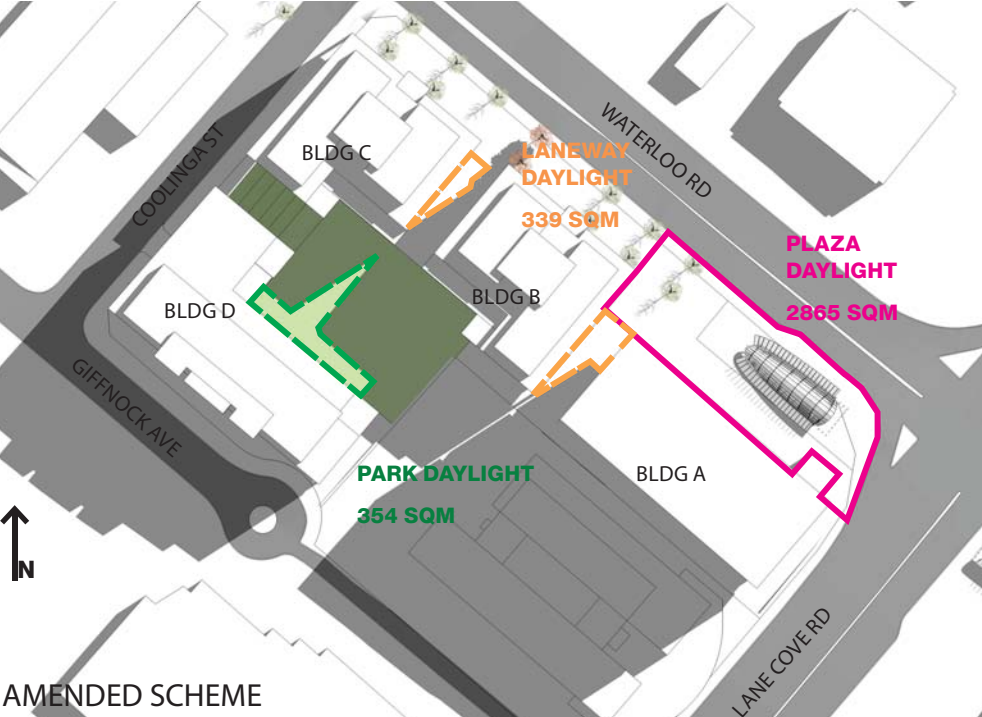 WATERLOO RD
BLDG C
LANEWAY
DAYLIGHT
339 SQM
COOLINGA ST
PLAZA
DAYLIGHT
2865 SQM
BLDG B
BLDG D
GIFFNOCK AVE
PARK DAYLIGHT
354 SQM
BLDG A
N
LANE COVE RD
AMENDED SCHEME